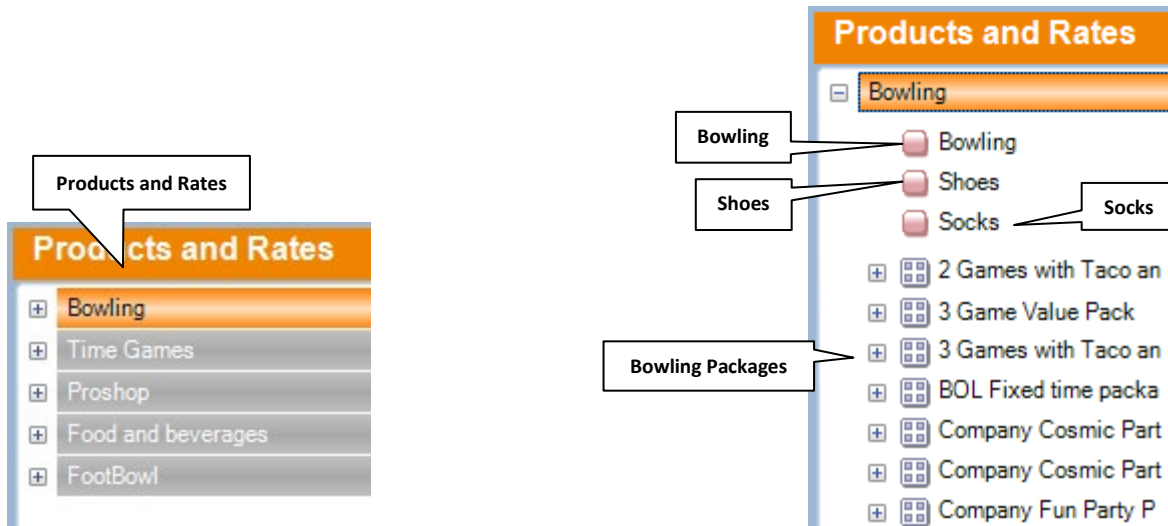 Products and Rates
Products and Rates
Bowling
Time Games
Proshop
Food and beverages
FootBowl
Products and Rates
Bowling
Bowling
Bowling
Shoes
Shoes
Socks
Socks
2 Games with Taco an
3 Game Value Pack
3 Games with Taco an
Bowling Packages
BOL Fixed time packa
Company Cosmic Part
Company Cosmic Part
Company Fun Party P